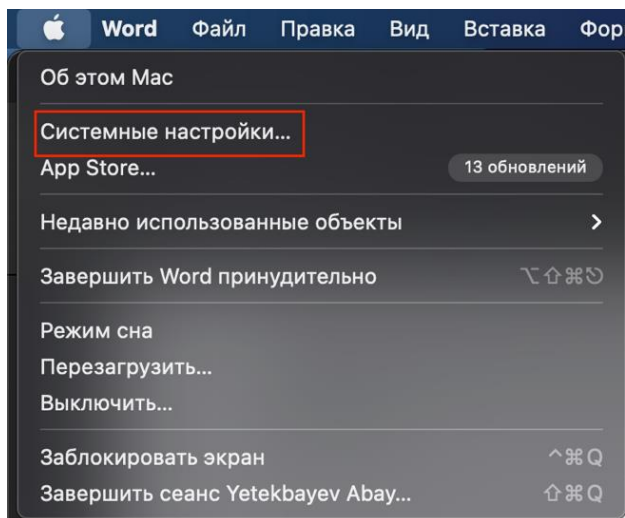 Word Файл Правка Вид Вставка Фор
Об этом Mac
Системные настройки...
App Store... 13 обновлений
Недавно использованные объекты
Завершить Word принудительно ⌥⇧⌘⎋
Режим сна
Перезагрузить...
Выключить...
Заблокировать экран ^⌘Q
Завершить сеанс Yetekbayev Abay... ⇧⌘Q